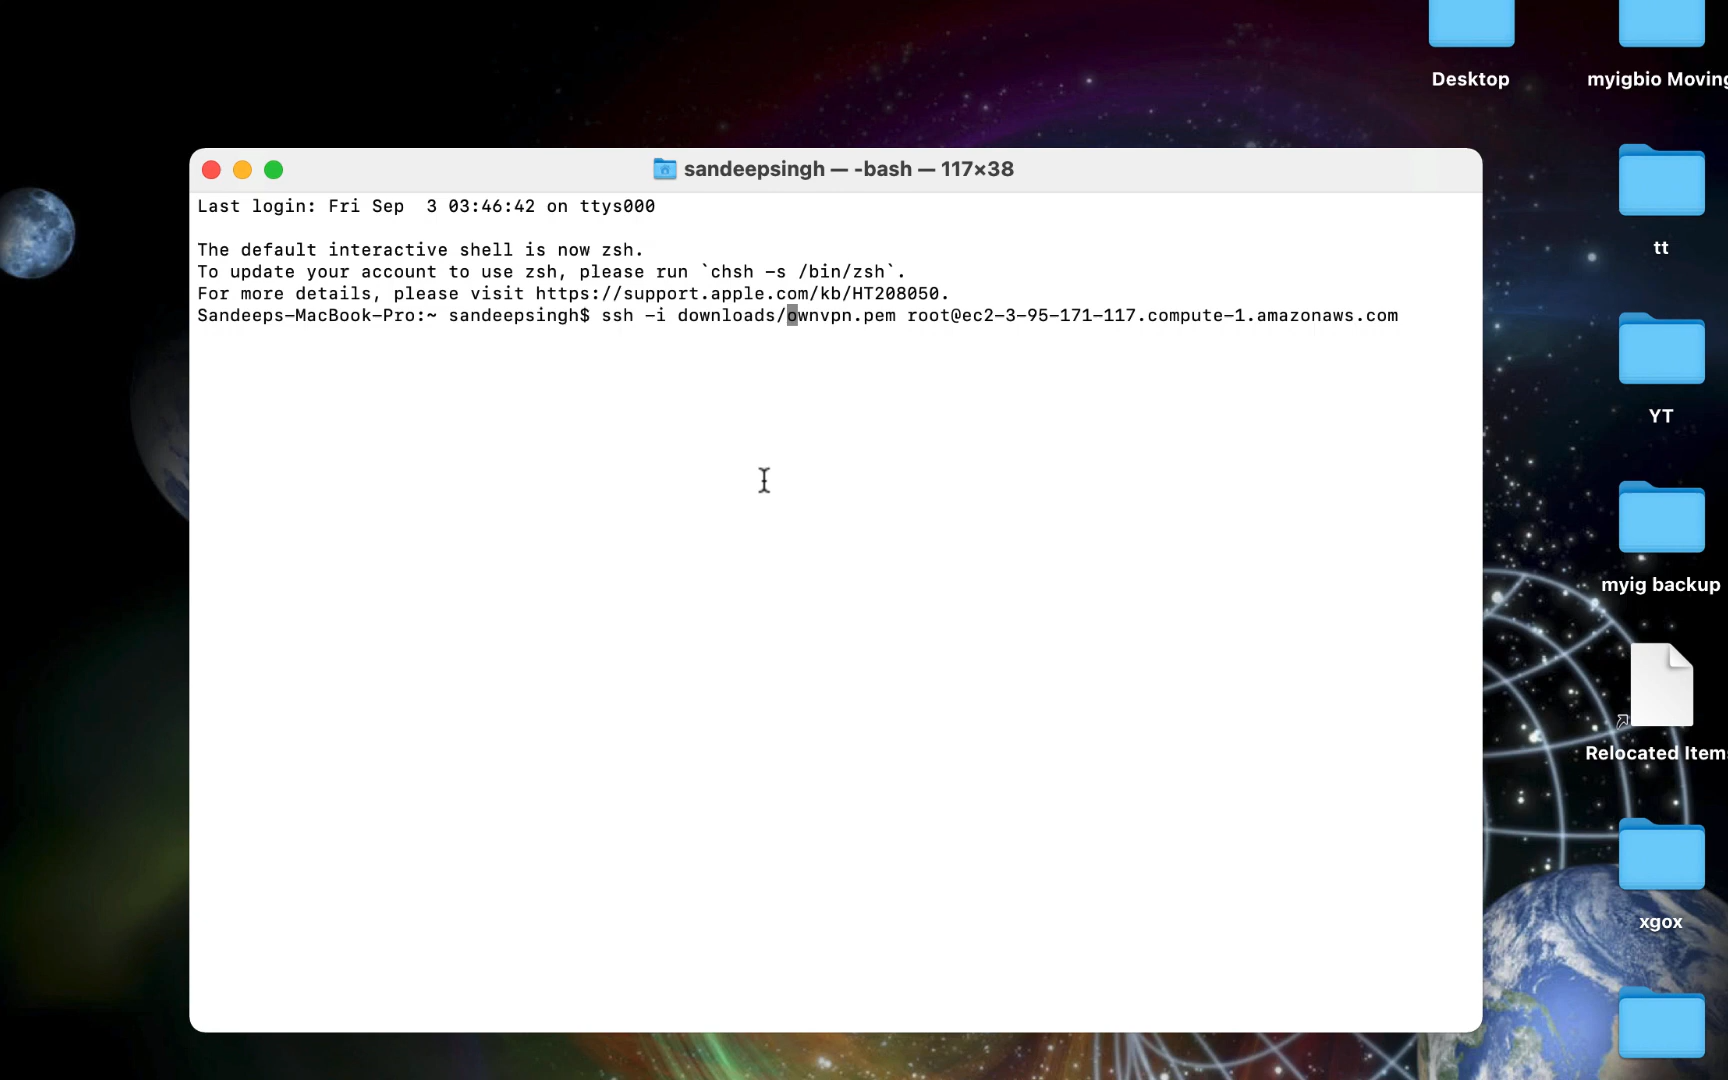 Desktop
myigbio Moving
sandeepsingh — -bash — 117×38
Last login: Fri Sep  3 03:46:42 on ttys000
The default interactive shell is now zsh.
To update your account to use zsh, please run `chsh -s /bin/zsh`.
For more details, please visit https://support.apple.com/kb/HT208050.
Sandeeps-MacBook-Pro:~ sandeepsingh$ ssh -i downloads/ownvpn.pem root@ec2-3-95-171-117.compute-1.amazonaws.com
tt
YT
myig backup
Relocated Item
xgox